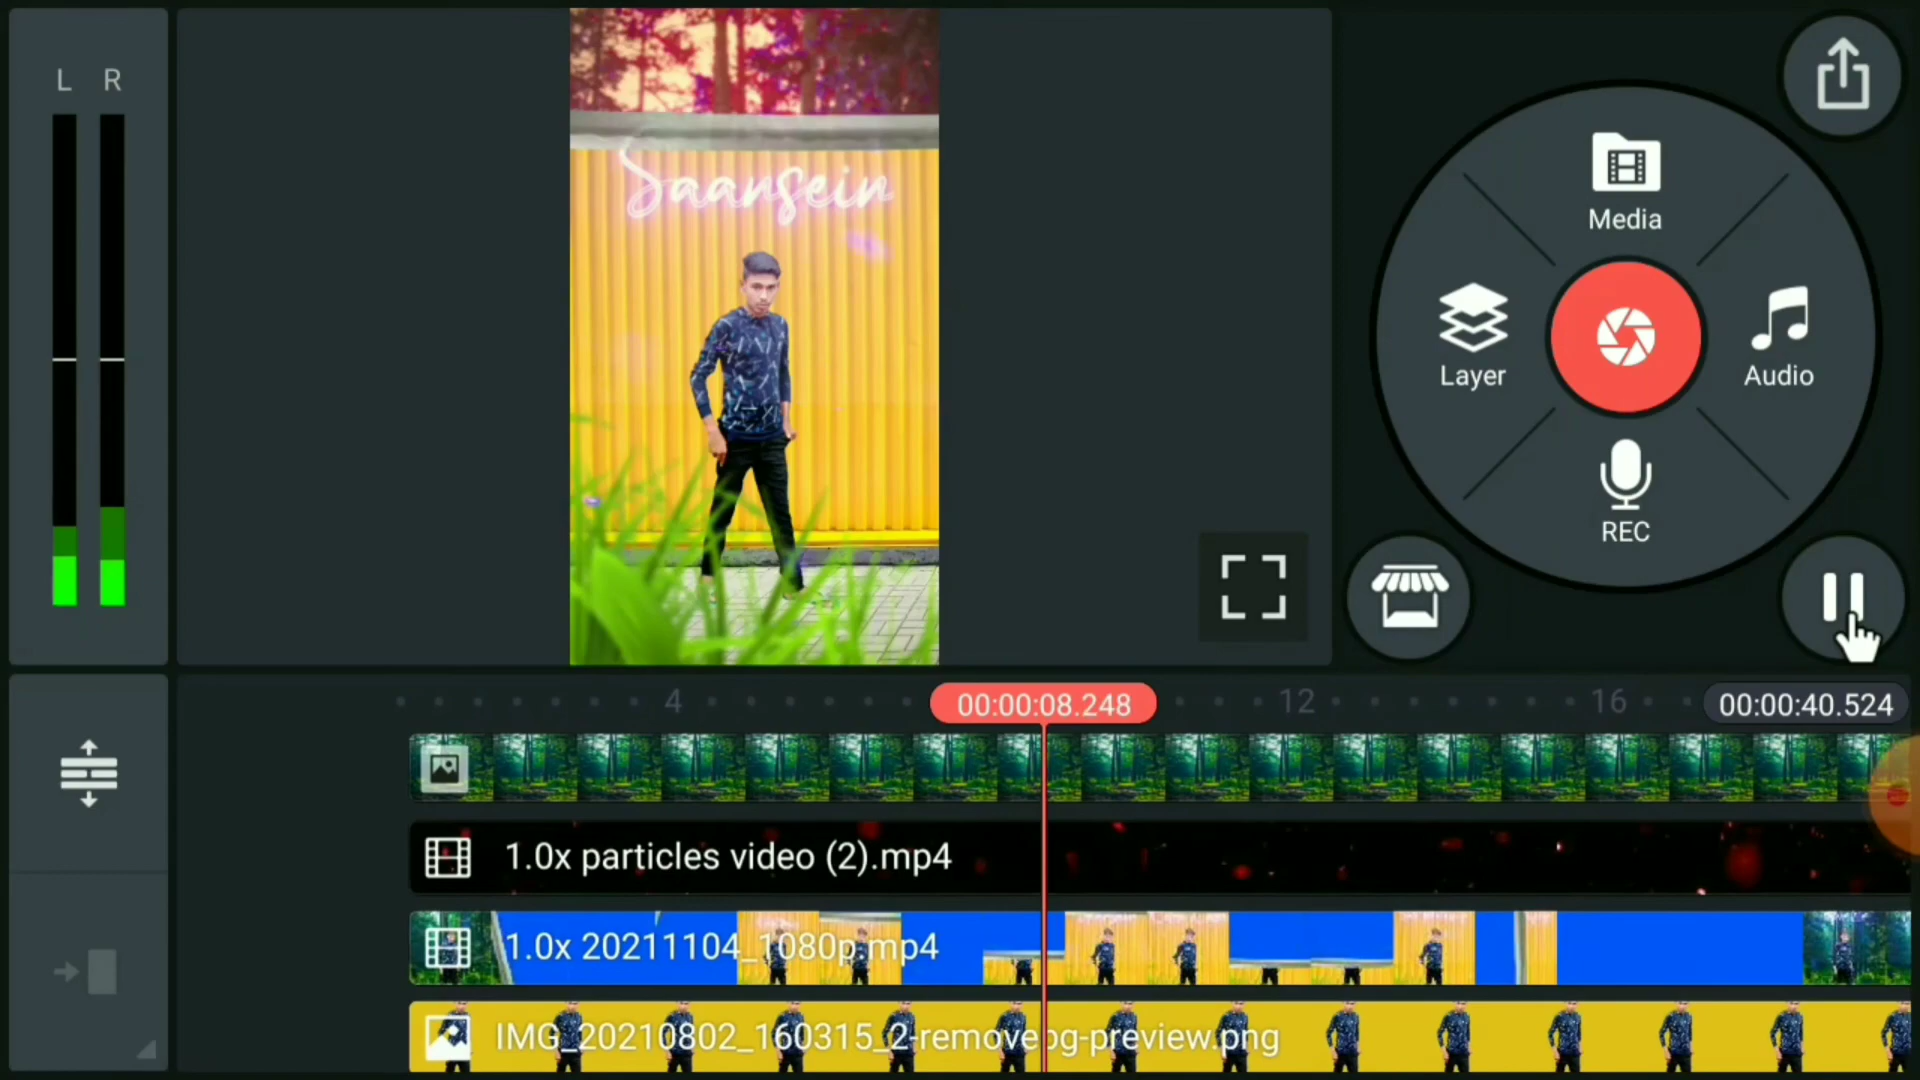 L R
Saansein
Media
Layer
Audio
REC
4
00:00:08.248
12
16
00:00:40.524
1.0x particles video (2).mp4
1.0x 20211104_1080p.mp4
IMG_20210802_160315_2-removebg-preview.png